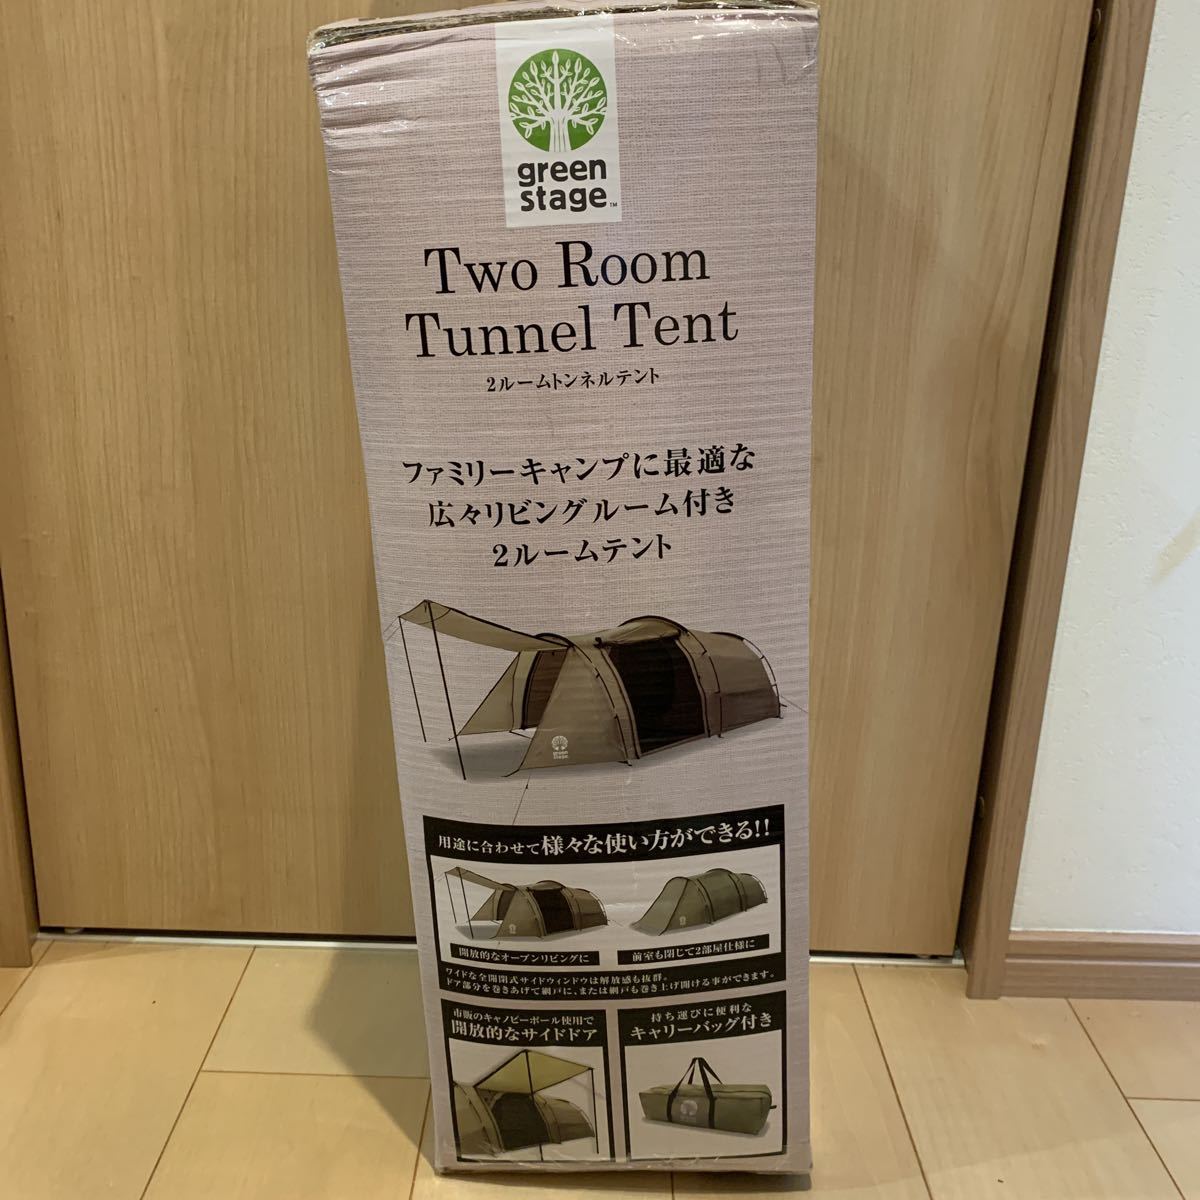 green
stage™
Two Room
Tunnel Tent
2ルームトンネルテント
ファミリーキャンプに最適な
広々リビングルーム付き
2ルームテント
green
stage
用途に合わせて様々な使い方ができる!!
開放的なオープンリビングに
前室も閉じて2部屋仕様に
ワイドな全開閉式サイドウィンドウは解放感も抜群。
ドア部分を巻きあげて網戸に、または網戸も巻き上げ開ける事ができます。
市販のキャノピーポール使用で
開放的なサイドドア
持ち運びに便利な
キャリーバッグ付き